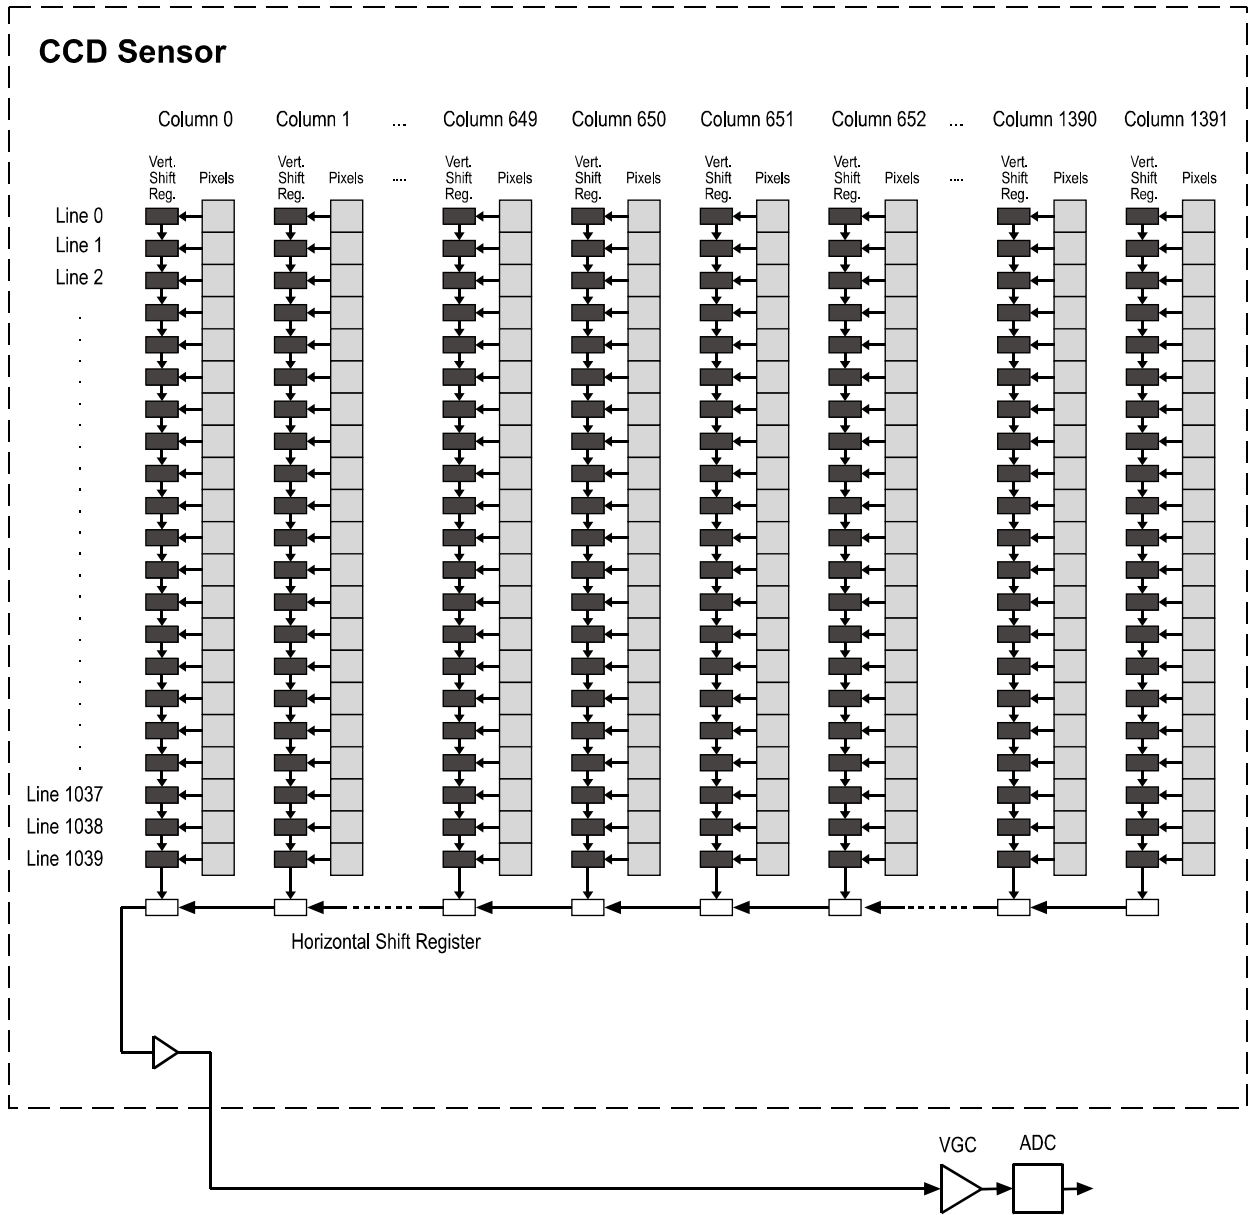 CCD Sensor
Column 0 Column 1 ... Column 649 Column 650 Column 651 Column 652 ... Column 1390 Column 1391
Vert. Vert. Vert. Vert. Vert. Vert. Vert. Vert.
Shift Pixels Shift Pixels .... Shift Pixels Shift Pixels Shift Pixels Shift Pixels .... Shift Pixels Shift Pixels
Reg. Reg. Reg. Reg. Reg. Reg. Reg. Reg.
Line 0
Line 1
Line 2
Line 1037
Line 1038
Line 1039
Horizontal Shift Register
VGC ADC